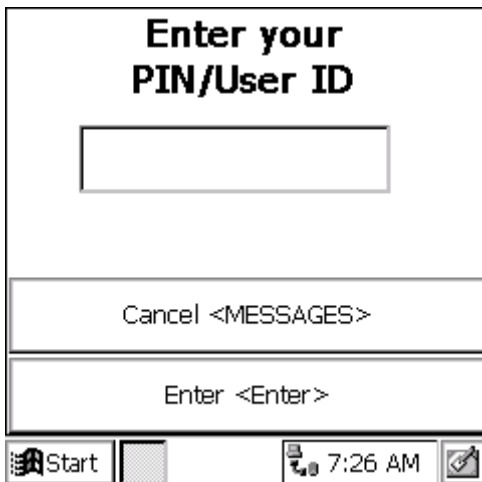 Enter your
PIN/User ID
Cancel <MESSAGES>
Enter <Enter>
Start
7:26 AM